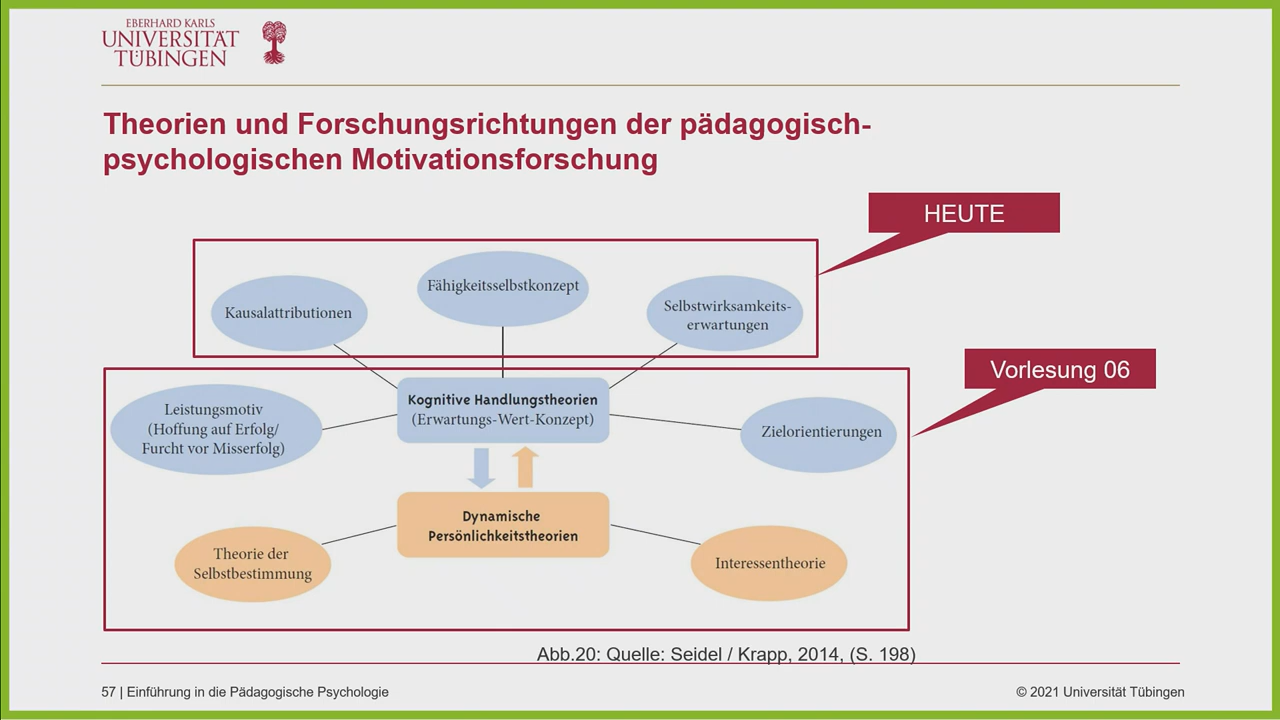 EBERHARD KARLS
UNIVERSITÄT
TÜBINGEN
Theorien und Forschungsrichtungen der pädagogisch-
psychologischen Motivationsforschung
HEUTE
Kausalattributionen
Fähigkeitsselbstkonzept
Selbstwirksamkeits-
erwartungen
Vorlesung 06
Leistungsmotiv
(Hoffung auf Erfolg/
Furcht vor Misserfolg)
Kognitive Handlungstheorien
(Erwartungs-Wert-Konzept)
Zielorientierungen
Dynamische
Persönlichkeitstheorien
Theorie der
Selbstbestimmung
Interessentheorie
Abb.20: Quelle: Seidel / Krapp, 2014, (S. 198)
57 | Einführung in die Pädagogische Psychologie
© 2021 Universität Tübingen